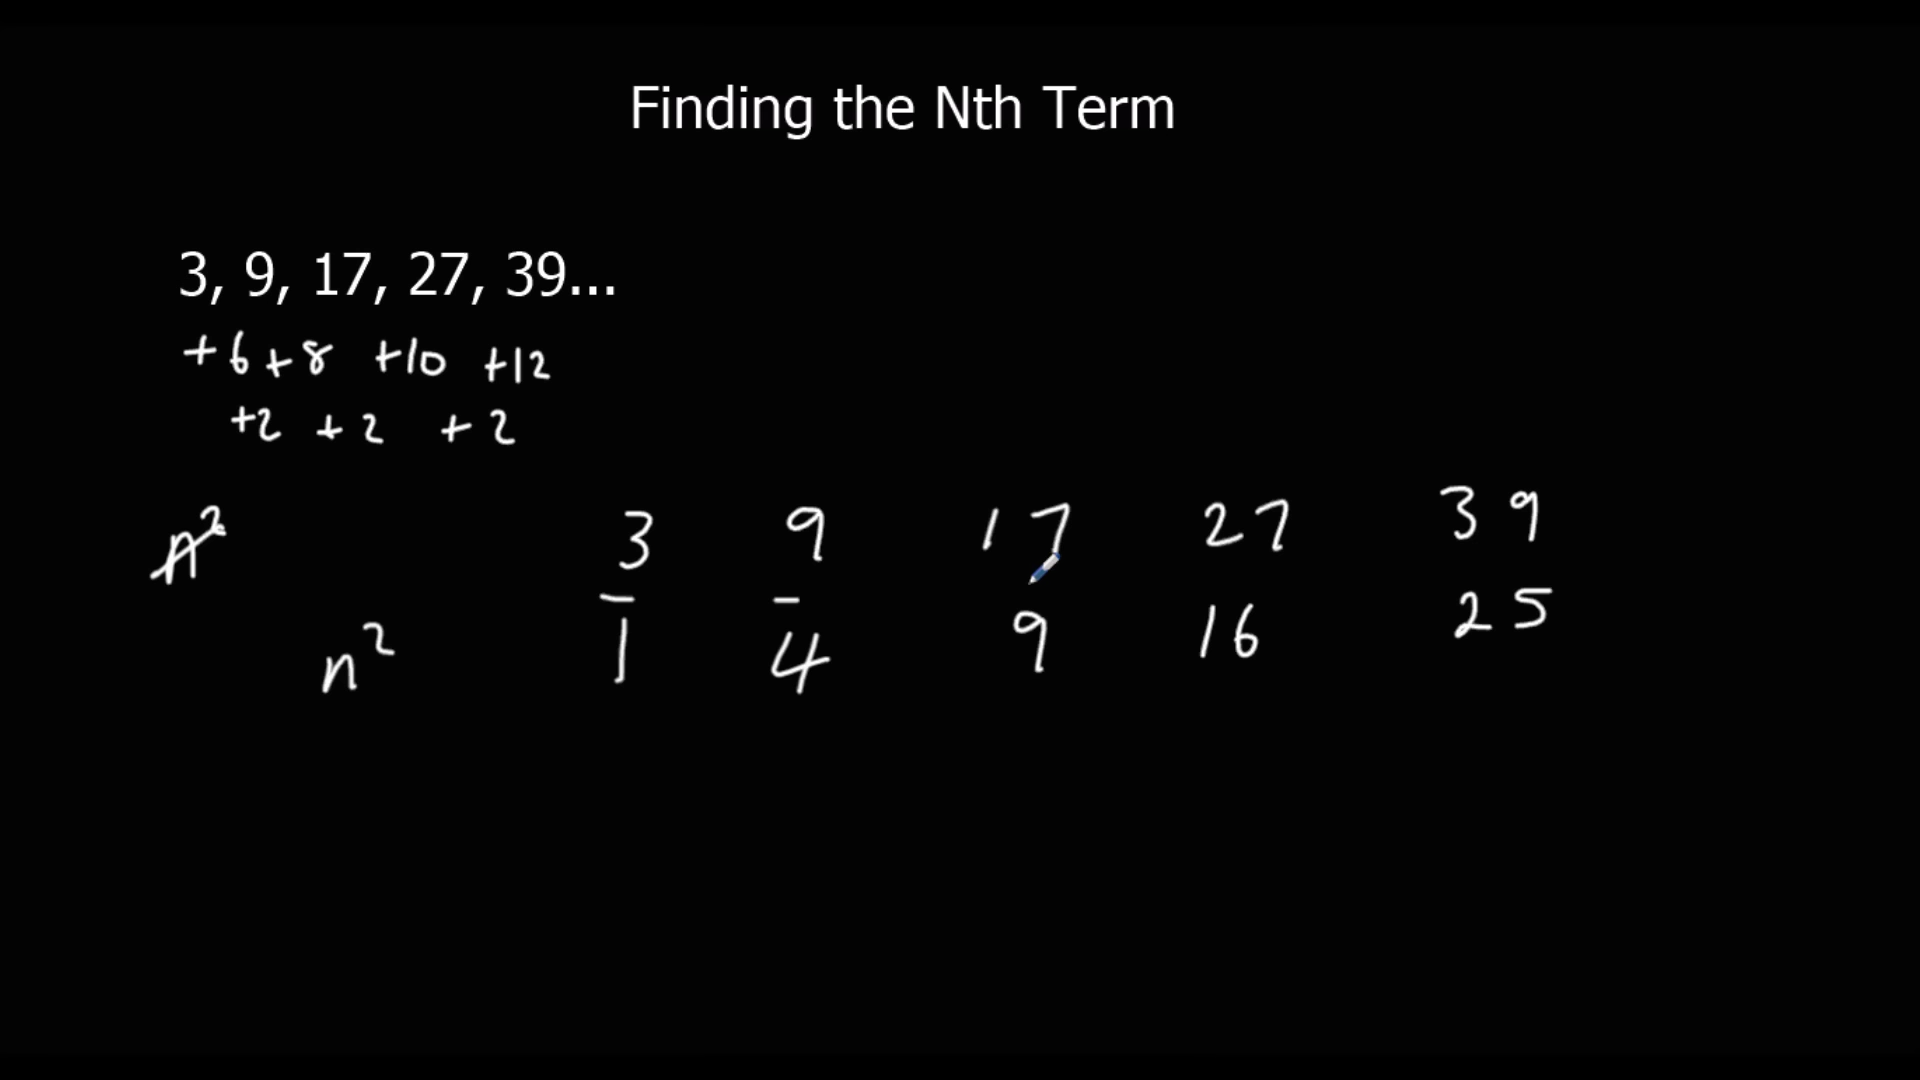 Finding the Nth Term
3, 9, 17, 27, 39...
+6 +8 +10 +12
+2 +2 +2
n² 3 9 17 27 39
− −
n² 1 4 9 16 25